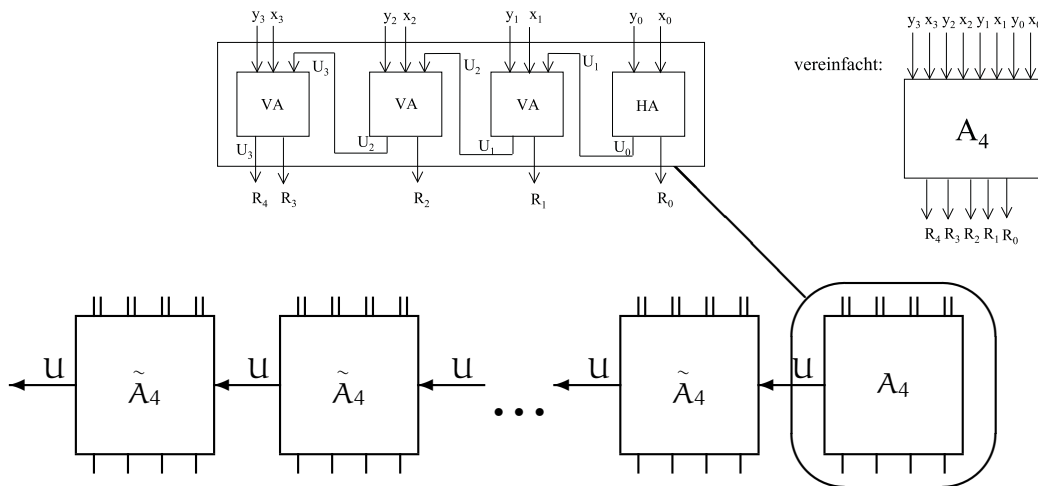 y3 x3 y2 x2 y1 x1 y0 x0
y3 x3 y2 x2 y1 x1 y0 x0
U3 U2 U1
vereinfacht:
VA VA VA HA
A4
U3 U2 U1 U0
R4 R3 R2 R1 R0
R4 R3 R2 R1 R0
U U U U U
Ã4 Ã4 ... Ã4 A4